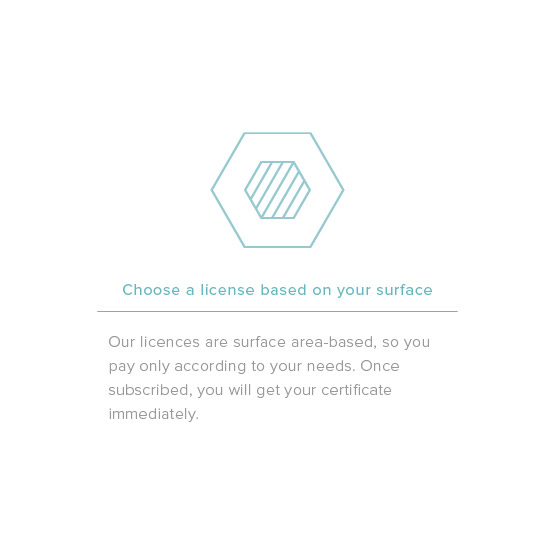 Choose a license based on your surface
Our licences are surface area-based, so you
pay only according to your needs. Once
subscribed, you will get your certificate
immediately.